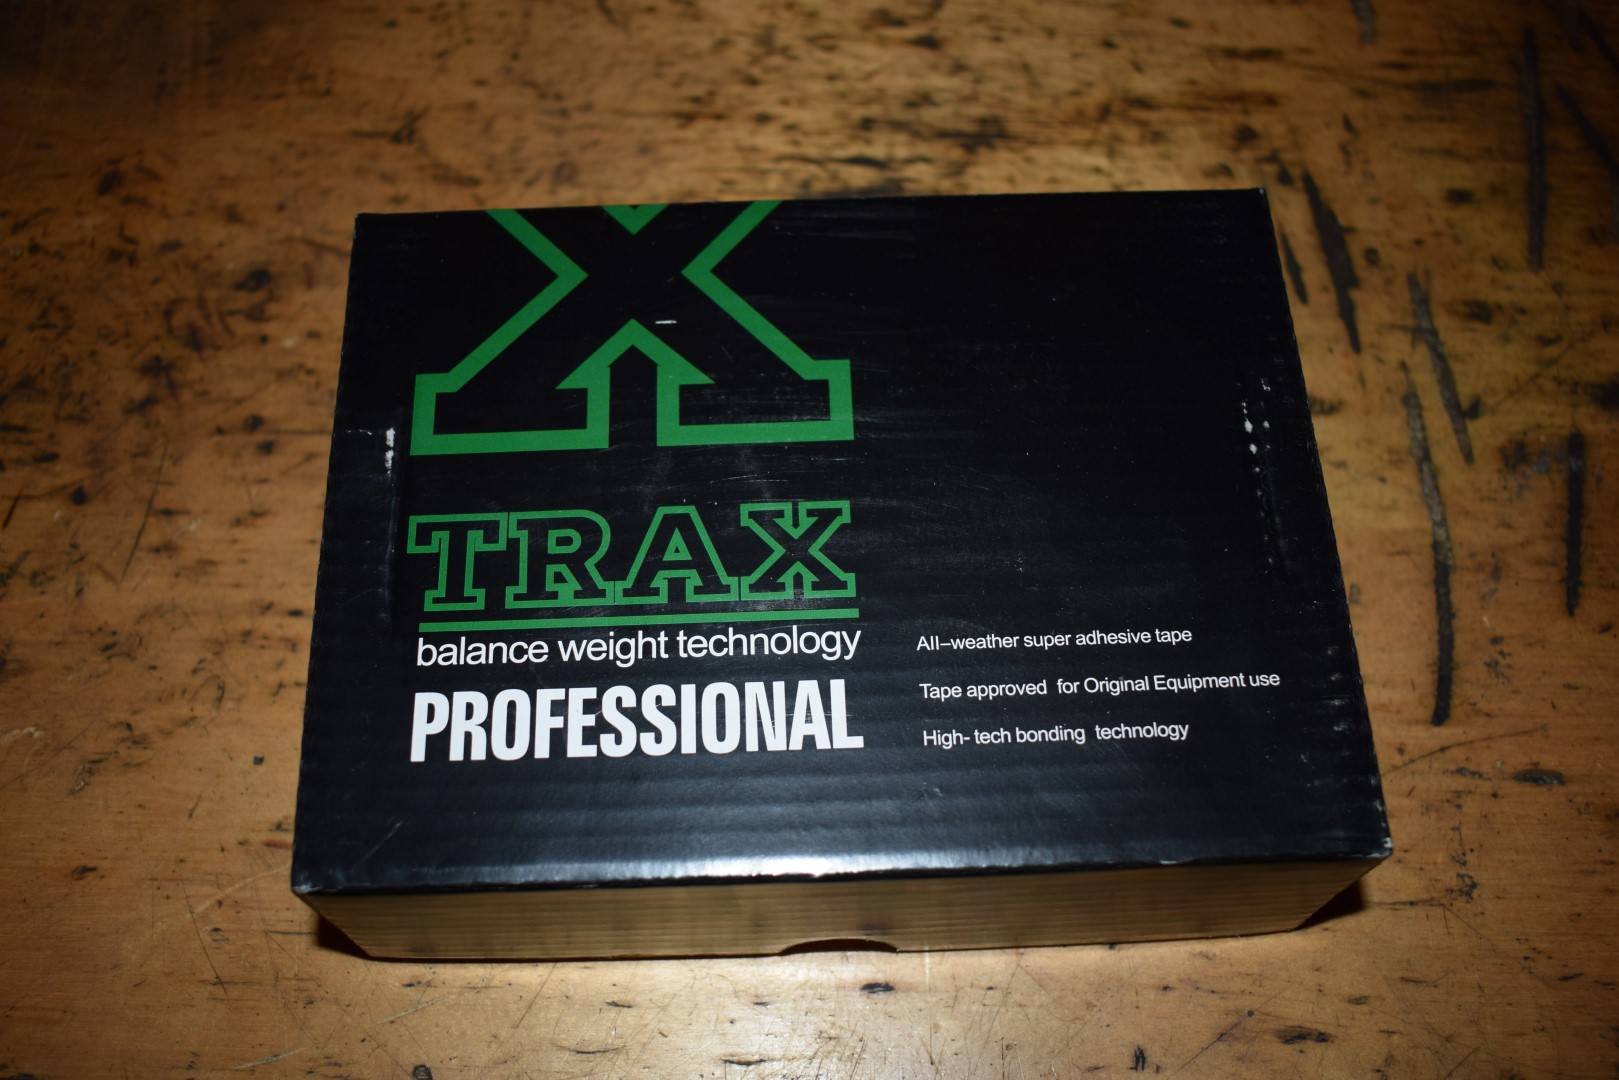 X
TRAX
balance weight technology
PROFESSIONAL
All–weather super adhesive tape
Tape approved for Original Equipment use
High- tech bonding technology